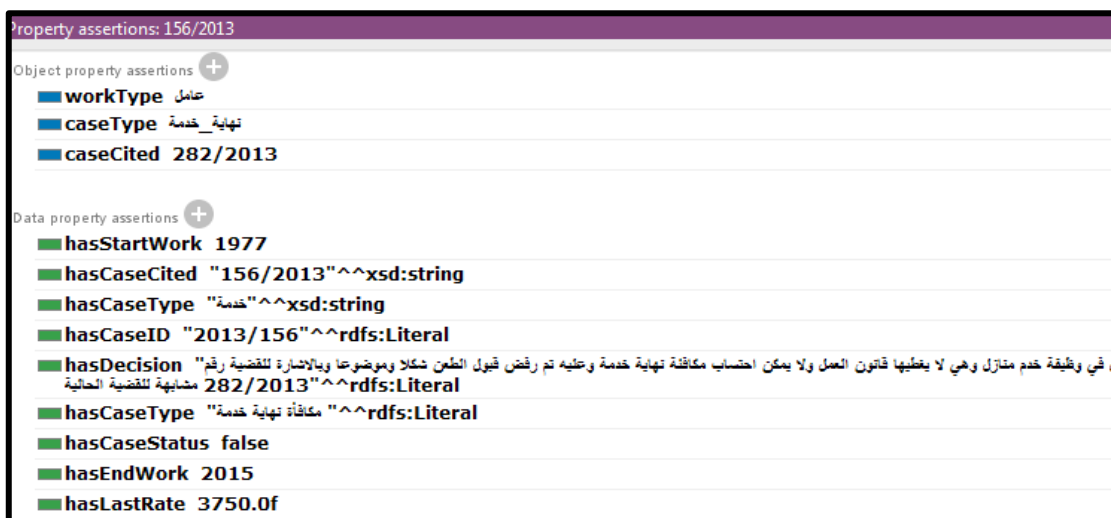 Property assertions: 156/2013
Object property assertions
workType عامل
caseType نهاية_خدمة
caseCited 282/2013
Data property assertions
hasStartWork 1977
hasCaseCited "156/2013"^^xsd:string
hasCaseType "خدمة"^^xsd:string
hasCaseID "2013/156"^^rdfs:Literal
hasDecision "في وظيفة خدم منازل وهي لا يغطيها قانون العمل ولا يمكن احتساب مكافئة نهاية خدمة وعليه تم رفض قبول الطعن شكلا وموضوعا وبالاشارة للقضية رقم
282/2013 مشابهة للقضية الحالية"^^rdfs:Literal
hasCaseType "مكافأة نهاية خدمة "^^rdfs:Literal
hasCaseStatus false
hasEndWork 2015
hasLastRate 3750.0f